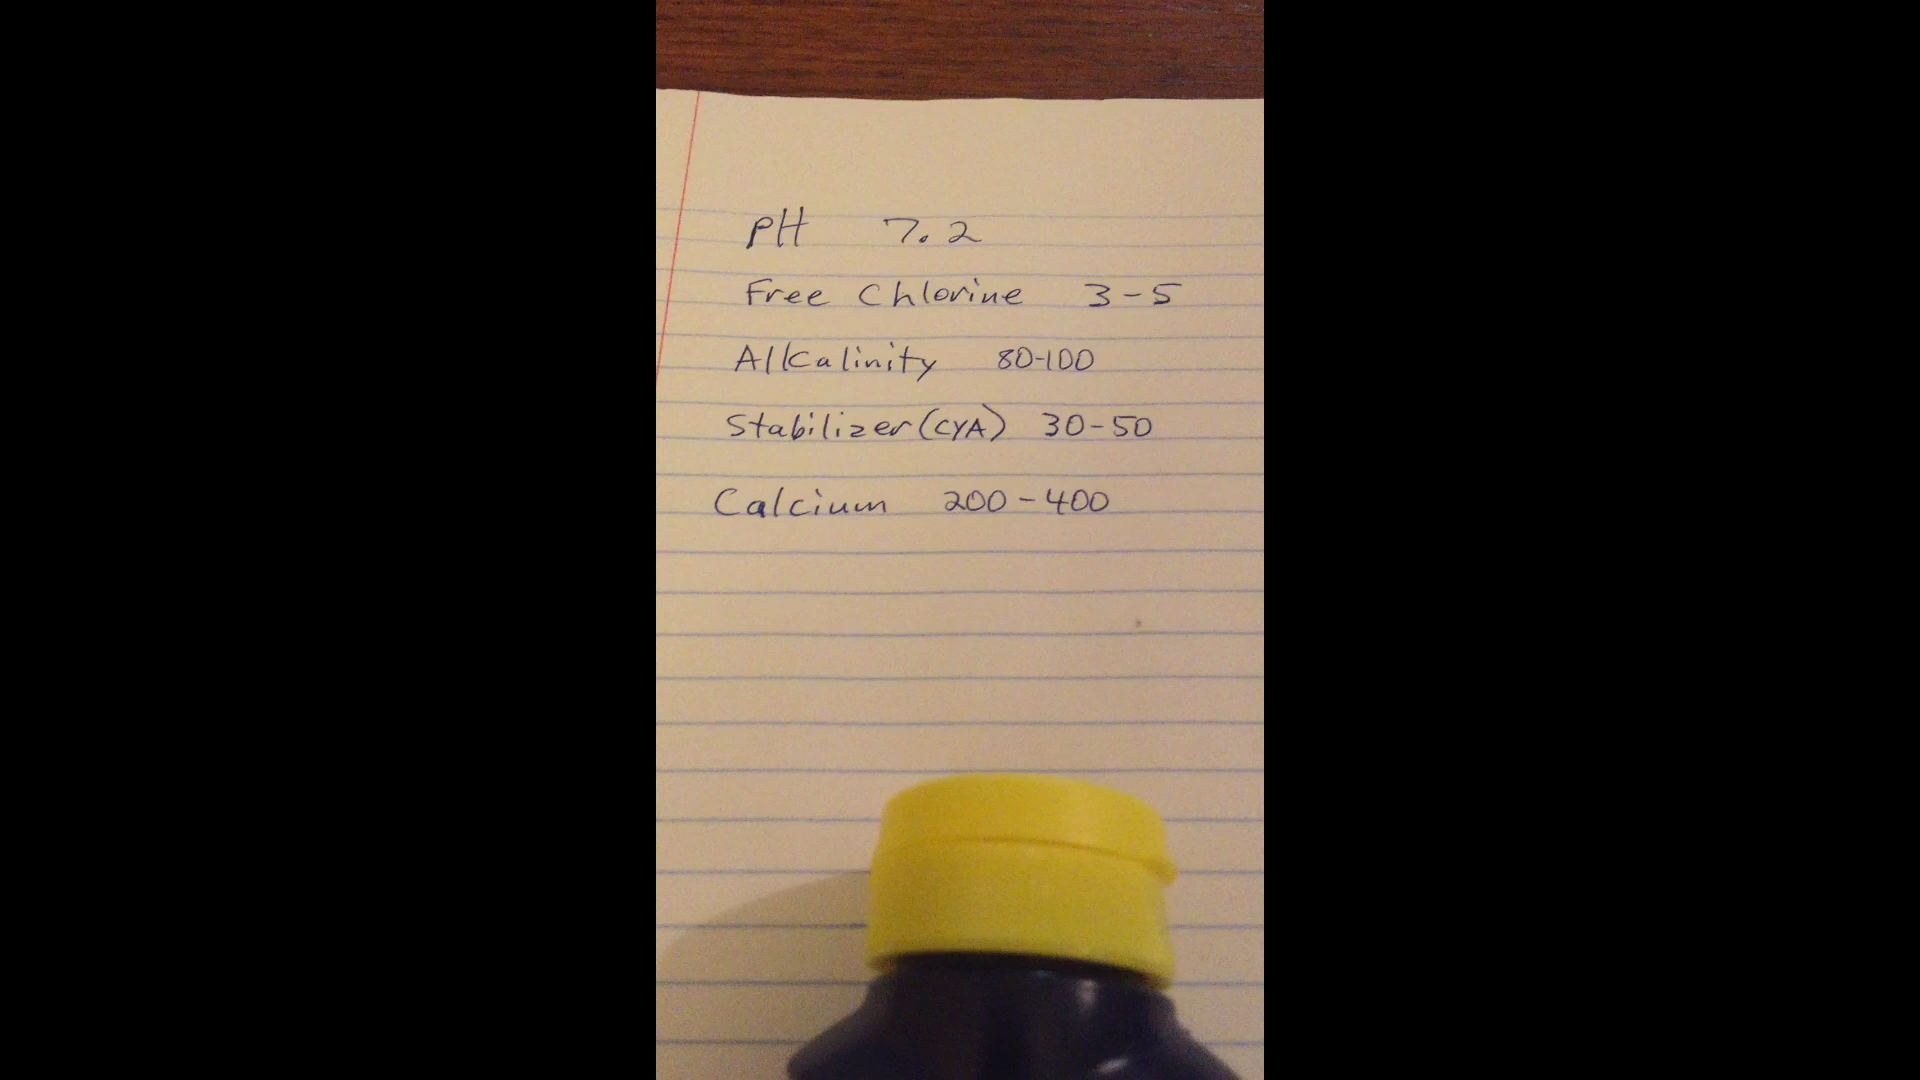 pH 7.2
Free Chlorine 3-5
Alkalinity 80-100
Stabilizer (CYA) 30-50
Calcium 200-400